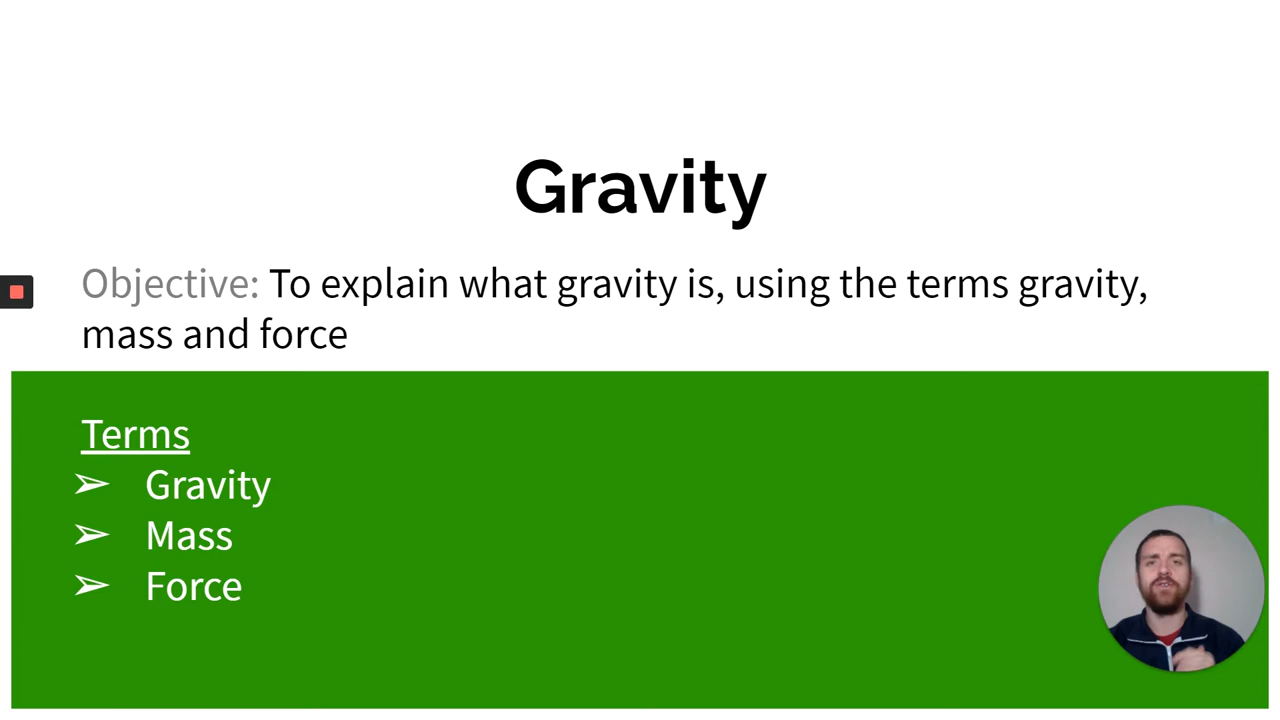 Gravity
Objective: To explain what gravity is, using the terms gravity,
mass and force
Terms
➢ Gravity
➢ Mass
➢ Force